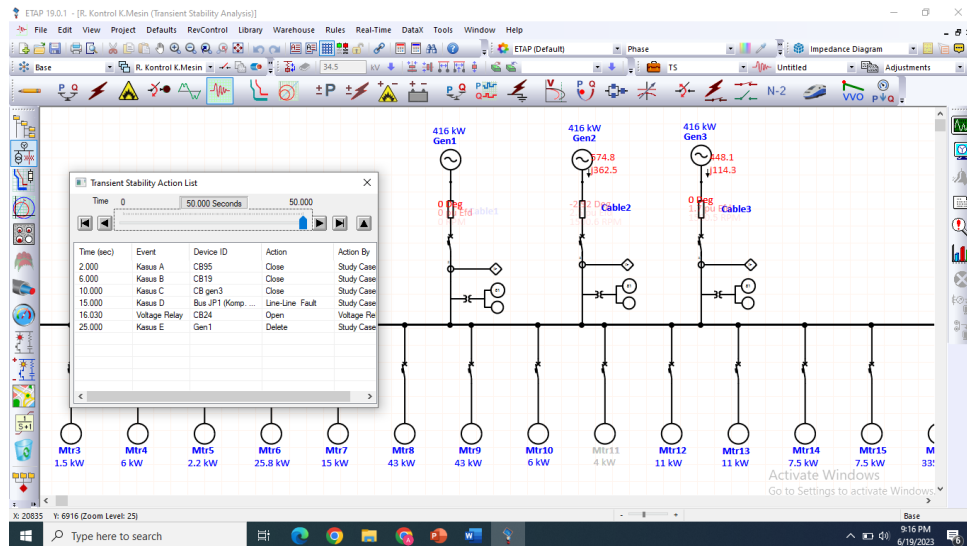 ETAP 19.0.1 - [R. Kontrol K.Mesin (Transient Stability Analysis)]
File Edit View Project Defaults RevControl Library Warehouse Rules Real-Time DataX Tools Window Help
ETAP (Default) Phase Impedance Diagram
Base R. Kontrol K.Mesin 34.5 kV TS Untitled Adjustments
N-2 VVO
416 kW
Gen1
416 kW
Gen2
416 kW
Gen3
574.8
j362.5
448.1
j114.3
Transient Stability Action List
Time 0 50.000 Seconds 50.000
Time (sec) Event Device ID Action Action By
2.000 Kasus A CB95 Close Study Case
6.000 Kasus B CB19 Close Study Case
10.000 Kasus C CB gen3 Close Study Case
15.000 Kasus D Bus JP1 (Komp. ... Line-Line Fault Study Case
16.030 Voltage Relay CB24 Open Voltage Re
25.000 Kasus E Gen1 Delete Study Case
0 Deg
Cable2
0 Deg
Cable3
Mtr3
1.5 kW
Mtr4
6 kW
Mtr5
2.2 kW
Mtr6
25.8 kW
Mtr7
15 kW
Mtr8
43 kW
Mtr9
43 kW
Mtr10
6 kW
Mtr11
4 kW
Mtr12
11 kW
Mtr13
11 kW
Mtr14
7.5 kW
Mtr15
7.5 kW
Activate Windows
Go to Settings to activate Windows.
X: 20835 Y: 6916 (Zoom Level: 25) Base
Type here to search
9:16 PM
6/19/2023